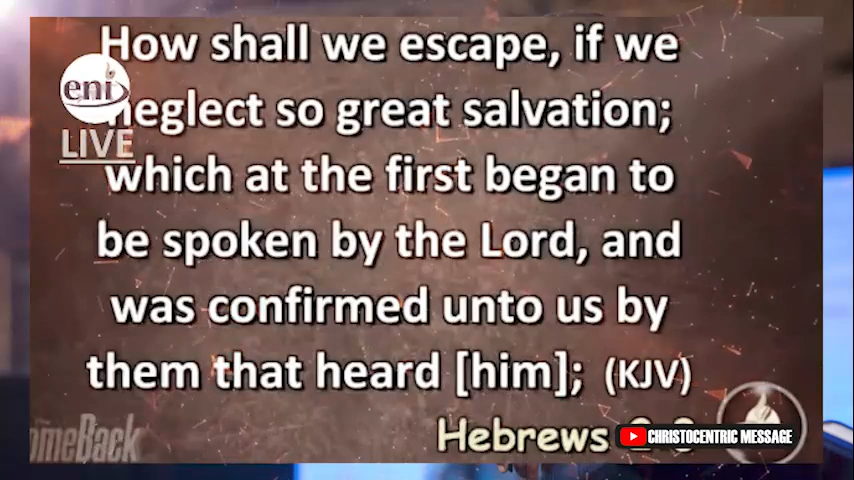 How shall we escape, if we
neglect so great salvation;
which at the first began to
be spoken by the Lord, and
was confirmed unto us by
them that heard [him]; (KJV)
Hebrews
eni
LIVE
CHRISTOCENTRIC MESSAGE
omeBack